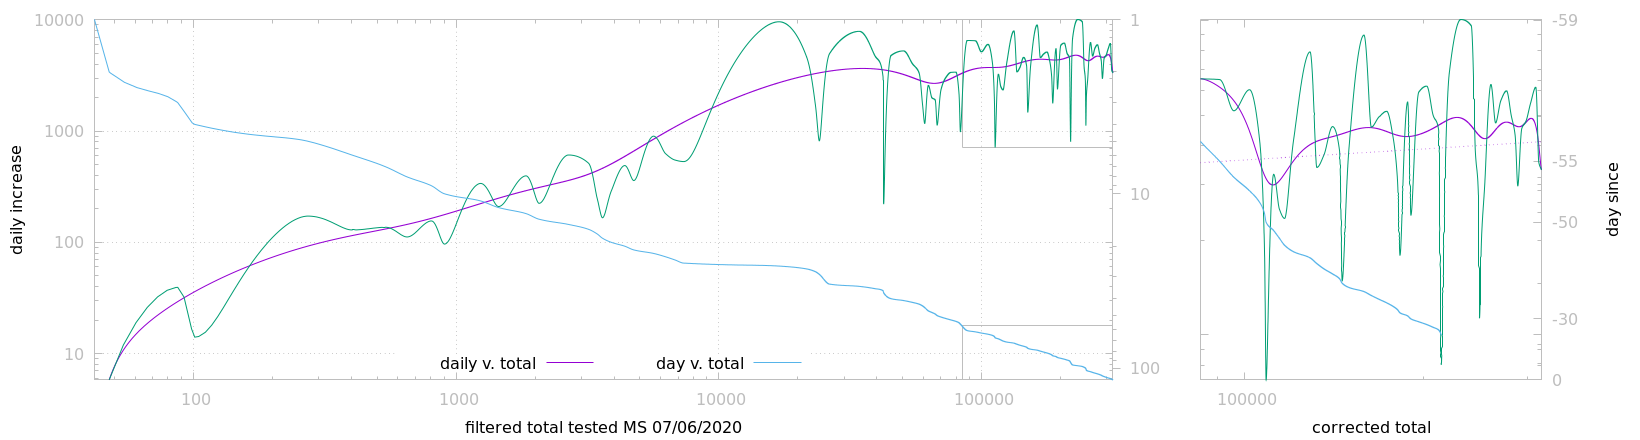 daily increase
10000
1000
100
10
100
1000
10000
100000
1
10
100
daily v. total
day v. total
filtered total tested MS 07/06/2020
-59
-55
-50
-30
0
day since
100000
corrected total